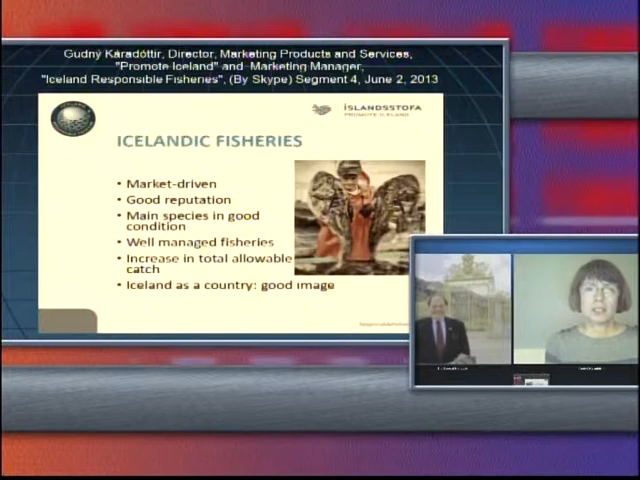 Gudný Káradóttir, Director, Marketing Products and Services,
"Promote Iceland" and Marketing Manager,
"Iceland Responsible Fisheries", (By Skype) Segment 4, June 2, 2013
ÍSLANDSSTOFA
PROMOTE ICELAND
ICELANDIC FISHERIES
• Market-driven
• Good reputation
• Main species in good
condition
• Well managed fisheries
• Increase in total allowable
catch
• Iceland as a country: good image